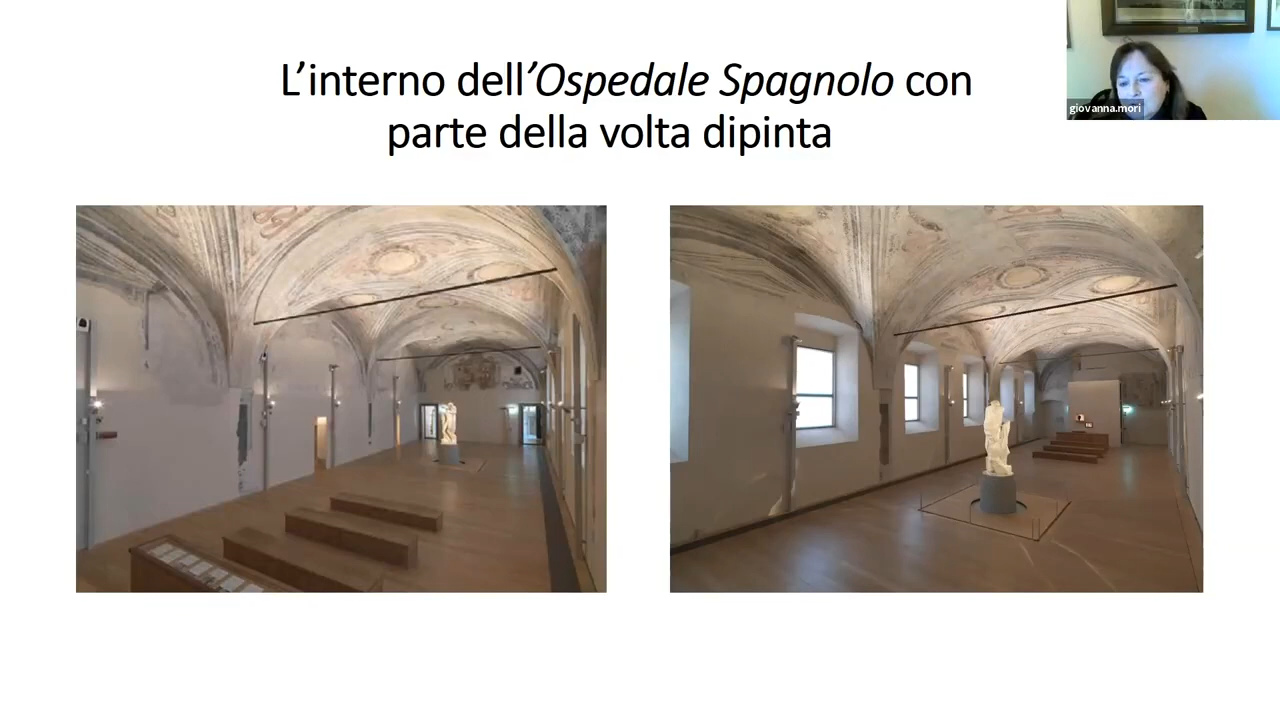 L’interno dell’Ospedale Spagnolo con
parte della volta dipinta
giovanna.mori